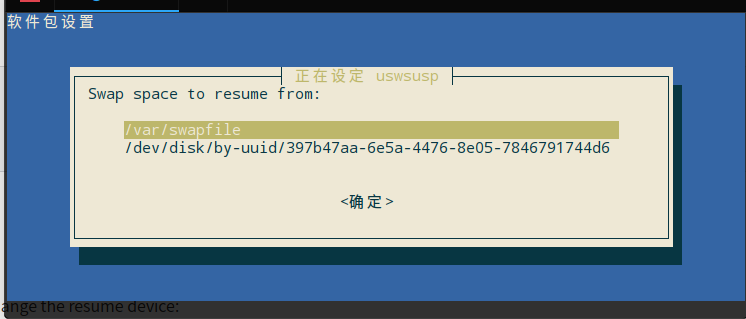 软件包设置
正在设定 uswsusp
Swap space to resume from:
/var/swapfile
/dev/disk/by-uuid/397b47aa-6e5a-4476-8e05-7846791744d6
<确定>
ange the resume device: